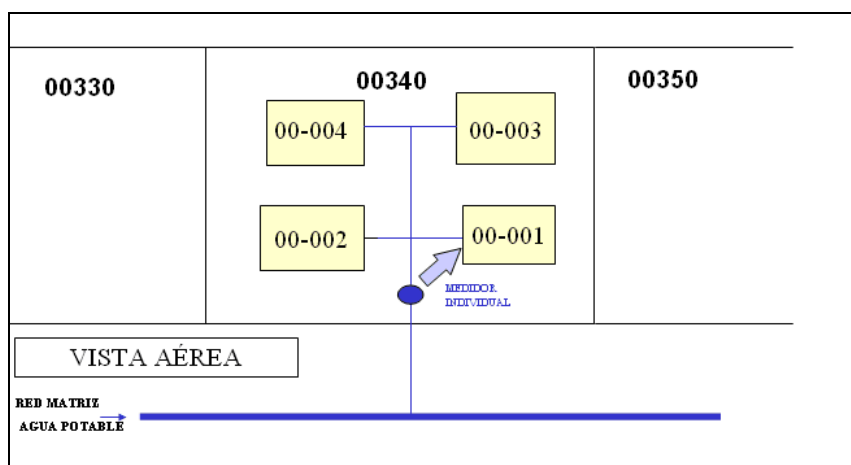 00330
00340
00350
00-004
00-003
00-002
00-001
MEDIDOR
INDIVIDUAL
VISTA AÉREA
RED MATRIZ
AGUA POTABLE